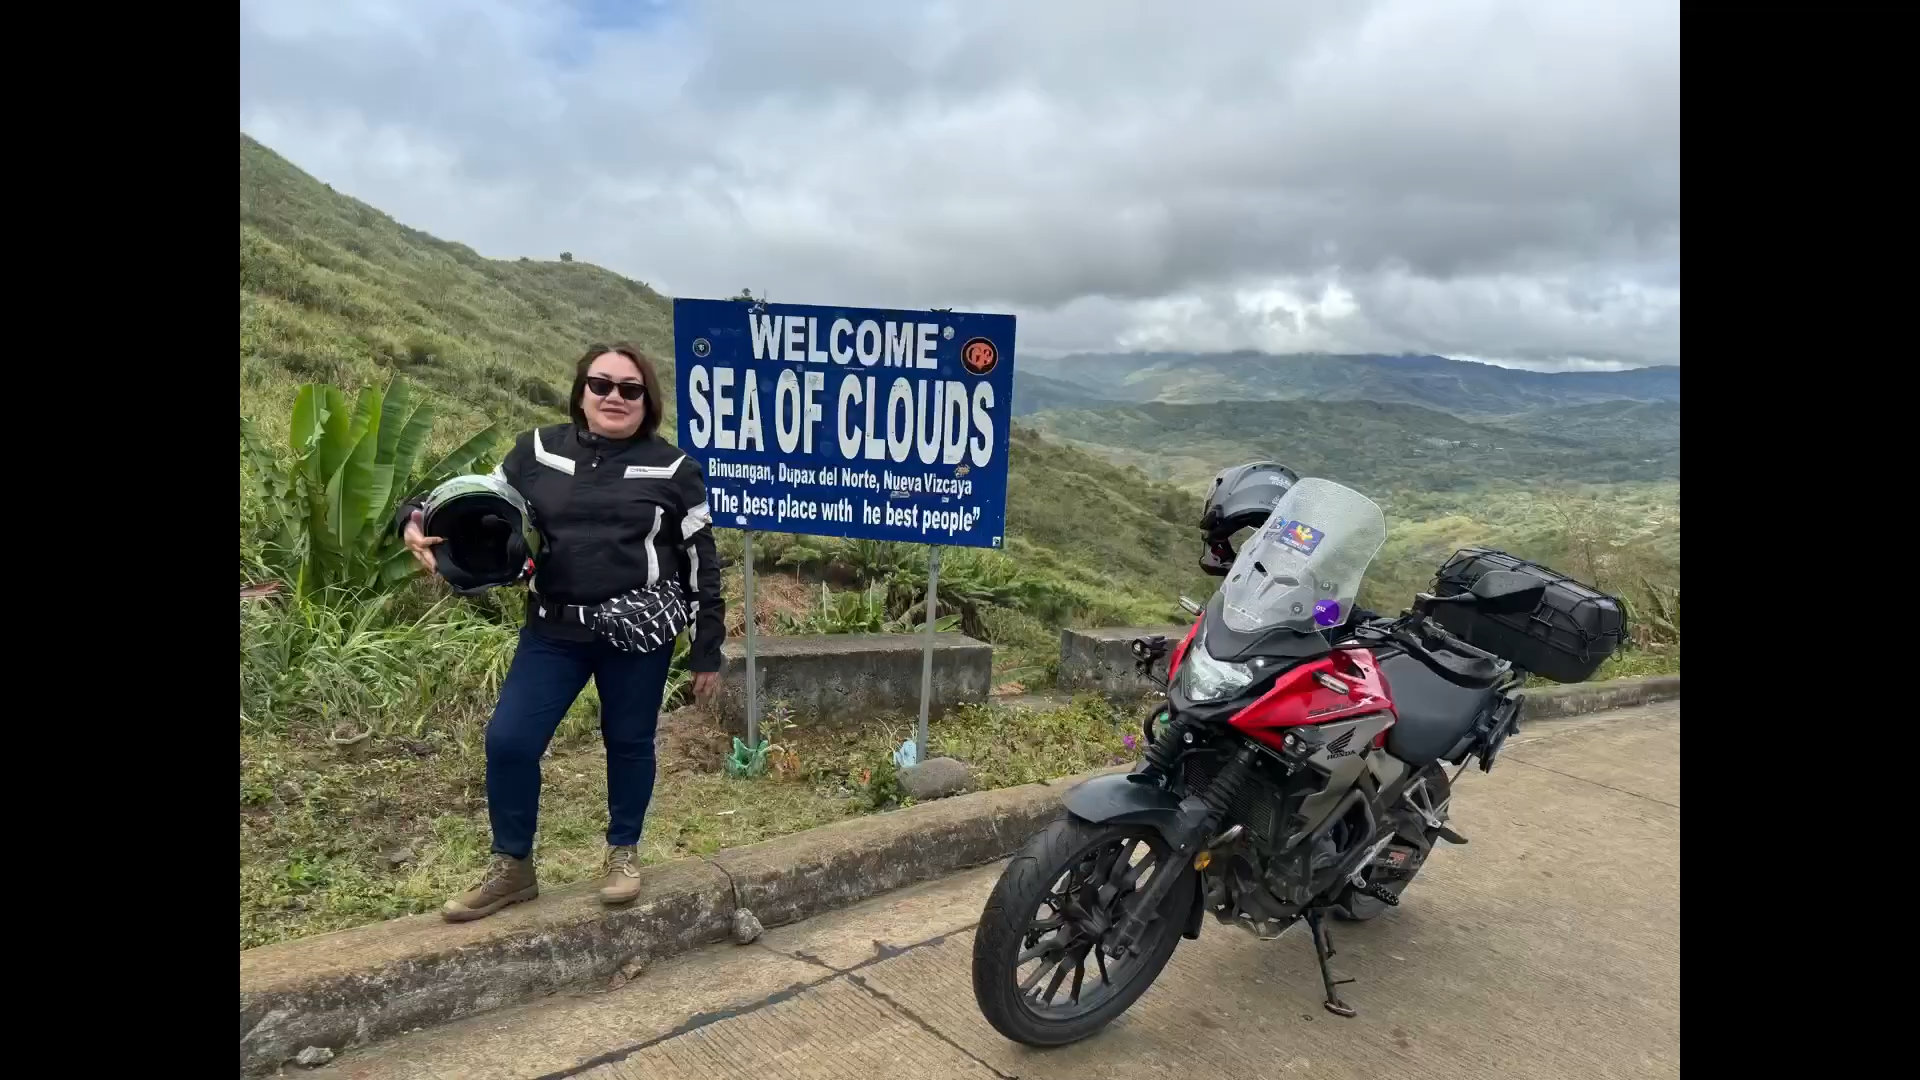 WELCOME
SEA OF CLOUDS
Binuangan, Dupax del Norte, Nueva Vizcaya
"The best place with he best people"
HONDA